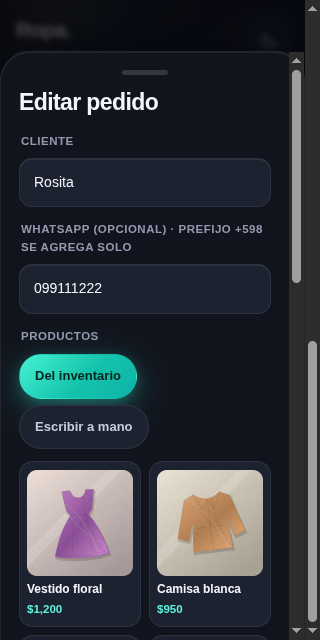 Ropa.
Editar pedido
CLIENTE
Rosita
WHATSAPP (OPCIONAL) · PREFIJO +598
SE AGREGA SOLO
099111222
PRODUCTOS
Del inventario
Escribir a mano
Vestido floral
$1,200
Camisa blanca
$950